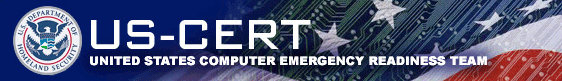 U.S. DEPARTMENT OF
HOMELAND SECURITY
US-CERT
UNITED STATES COMPUTER EMERGENCY READINESS TEAM